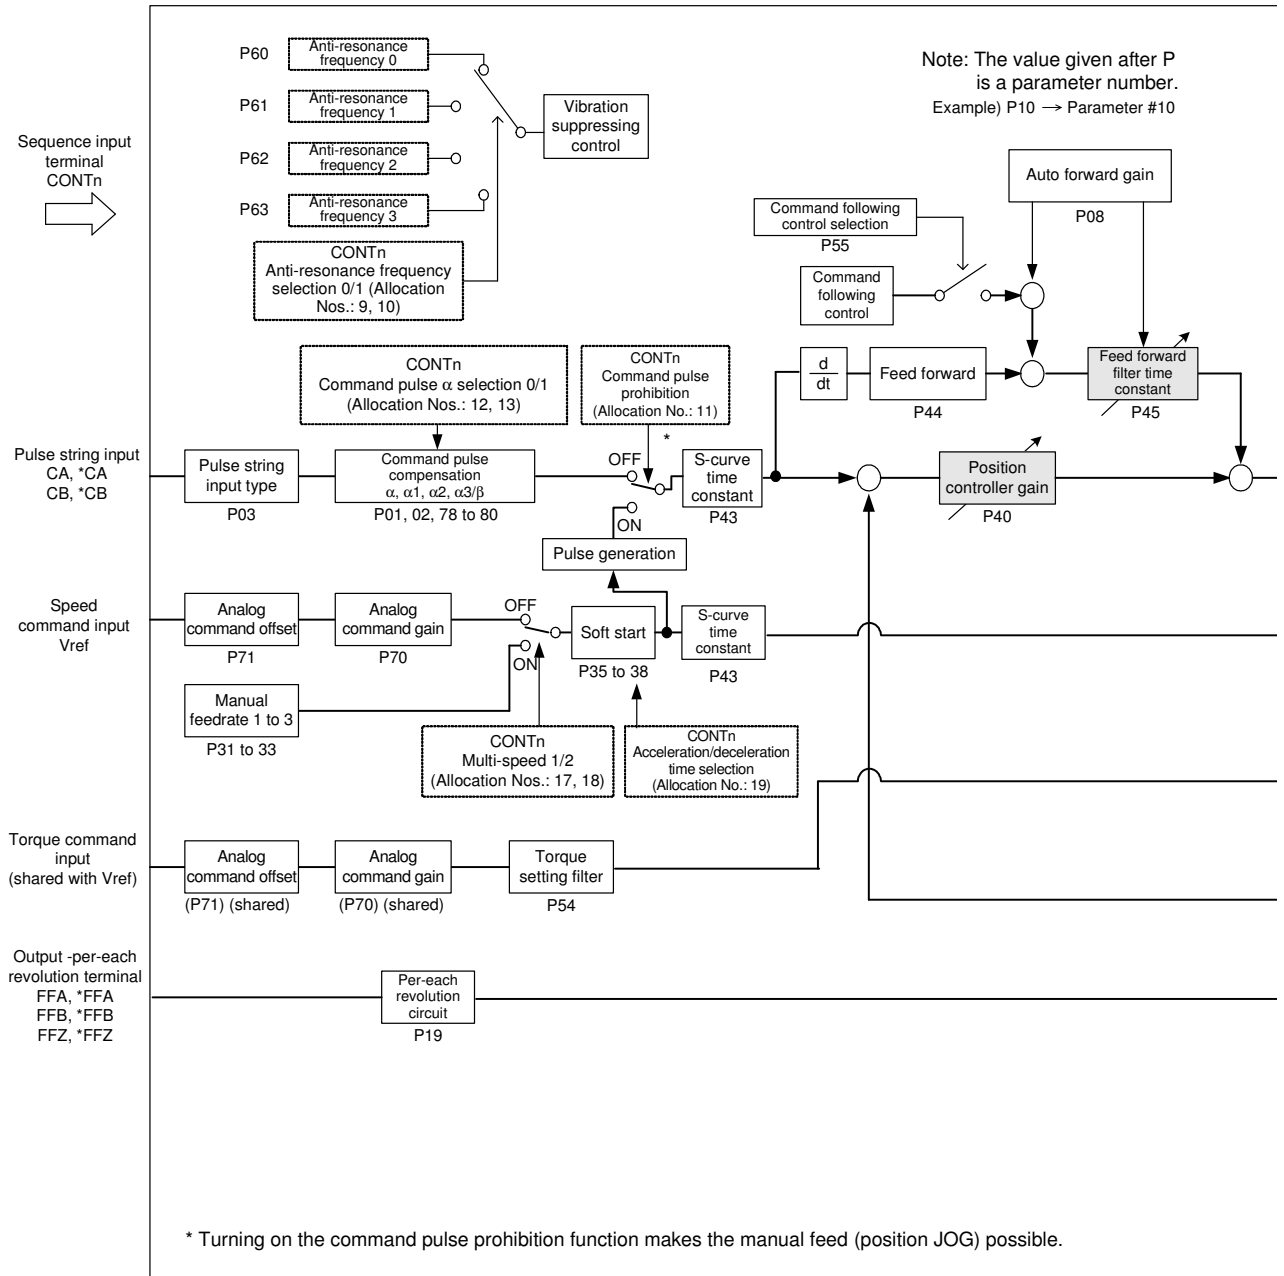 P60
Anti-resonance
frequency 0
P61
Anti-resonance
frequency 1
P62
Anti-resonance
frequency 2
P63
Anti-resonance
frequency 3
Vibration
suppressing
control
Note: The value given after P
is a parameter number.
Example) P10 → Parameter #10
Sequence input
terminal
CONTn
CONTn
Anti-resonance frequency
selection 0/1 (Allocation
Nos.: 9, 10)
Auto forward gain
P08
Command following
control selection
P55
Command
following
control
CONTn
Command pulse α selection 0/1
(Allocation Nos.: 12, 13)
CONTn
Command pulse
prohibition
(Allocation No.: 11)
*
d
dt
Feed forward
P44
Feed forward
filter time
constant
P45
Pulse string input
CA, *CA
CB, *CB
Pulse string
input type
P03
Command pulse
compensation
α, α1, α2, α3/β
P01, 02, 78 to 80
OFF
ON
S-curve
time
constant
P43
Position
controller gain
P40
Pulse generation
Speed
command input
Vref
Analog
command offset
P71
Analog
command gain
P70
OFF
ON
Soft start
P35 to 38
S-curve
time
constant
P43
Manual
feedrate 1 to 3
P31 to 33
CONTn
Multi-speed 1/2
(Allocation Nos.: 17, 18)
CONTn
Acceleration/deceleration
time selection
(Allocation No.: 19)
Torque command
input
(shared with Vref)
Analog
command offset
(P71) (shared)
Analog
command gain
(P70) (shared)
Torque
setting filter
P54
Output -per-each
revolution terminal
FFA, *FFA
FFB, *FFB
FFZ, *FFZ
Per-each
revolution
circuit
P19
* Turning on the command pulse prohibition function makes the manual feed (position JOG) possible.